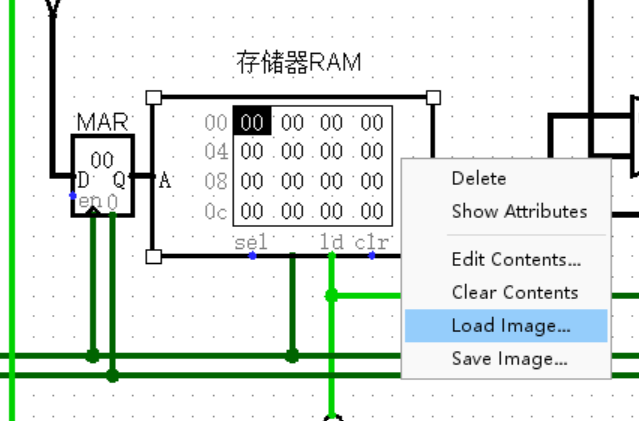 存储器RAM
MAR
00
D Q
en 0
A
00 00 00 00 00
04 00 00 00 00
08 00 00 00 00
0c 00 00 00 00
sel ld clr
Delete
Show Attributes
Edit Contents...
Clear Contents
Load Image...
Save Image...